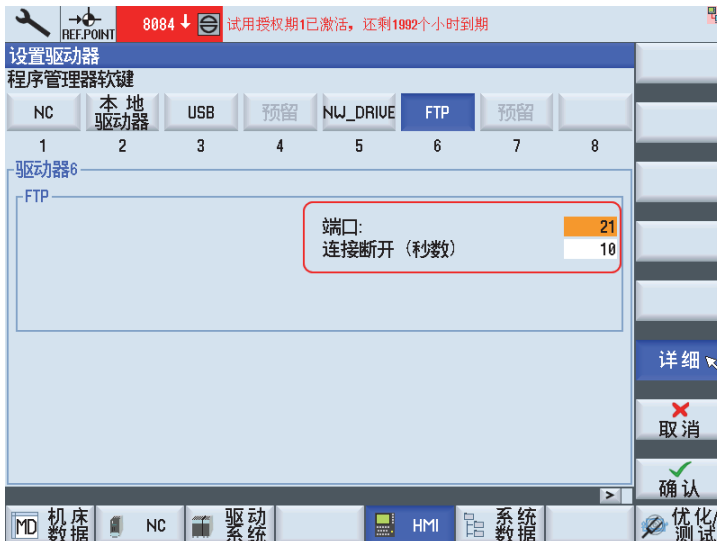 REF.POINT
8084 试用授权期1已激活，还剩1992个小时到期
设置驱动器
程序管理器软键
NC 本地驱动器 USB 预留 NW_DRIVE FTP 预留
1 2 3 4 5 6 7 8
驱动器6
FTP
端口: 21
连接断开（秒数） 10
详细
取消
确认
MD 机床数据 NC 驱动系统 HMI 系统数据 优化/测试